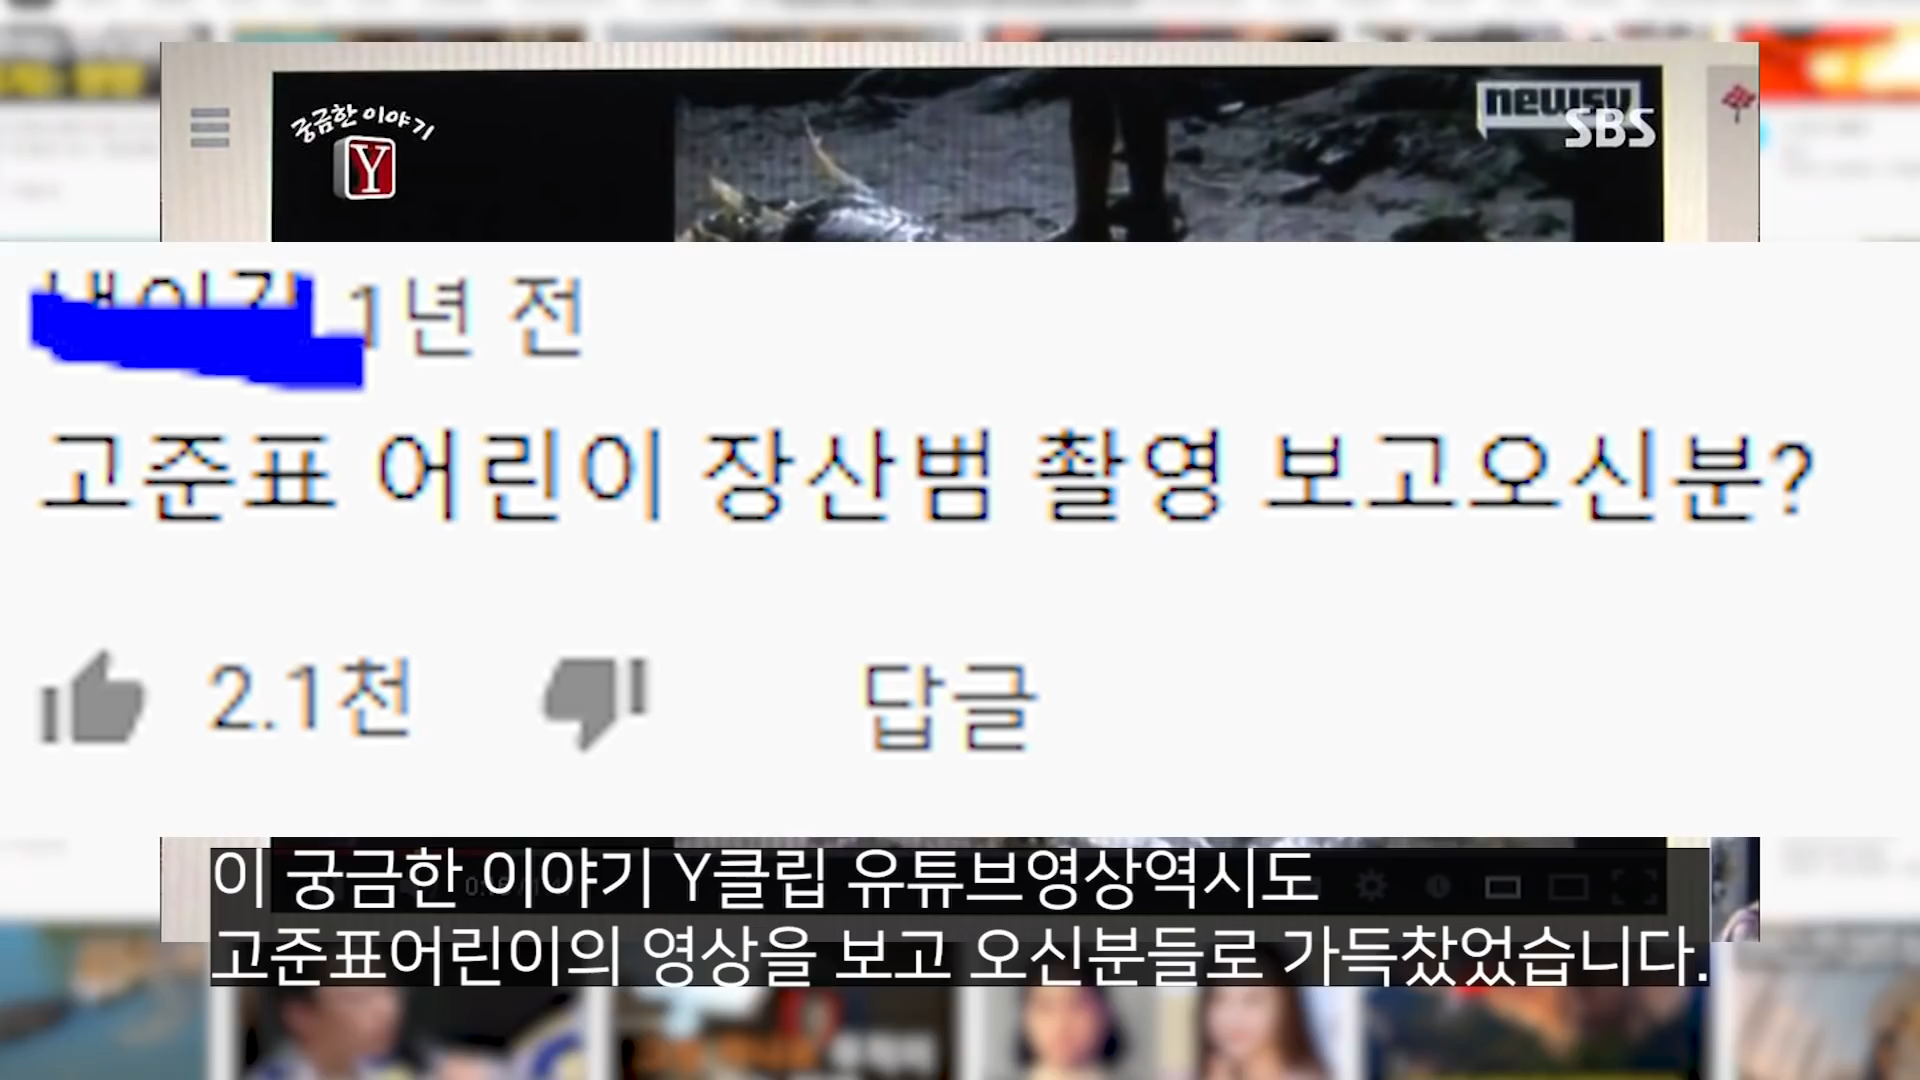 궁금한 이야기
Y
newsy
SBS
1년 전
고준표 어린이 장산범 촬영 보고오신분?
2.1천
답글
이 궁금한 이야기 Y클립 유튜브영상역시도
고준표어린이의 영상을 보고 오신분들로 가득찼었습니다.